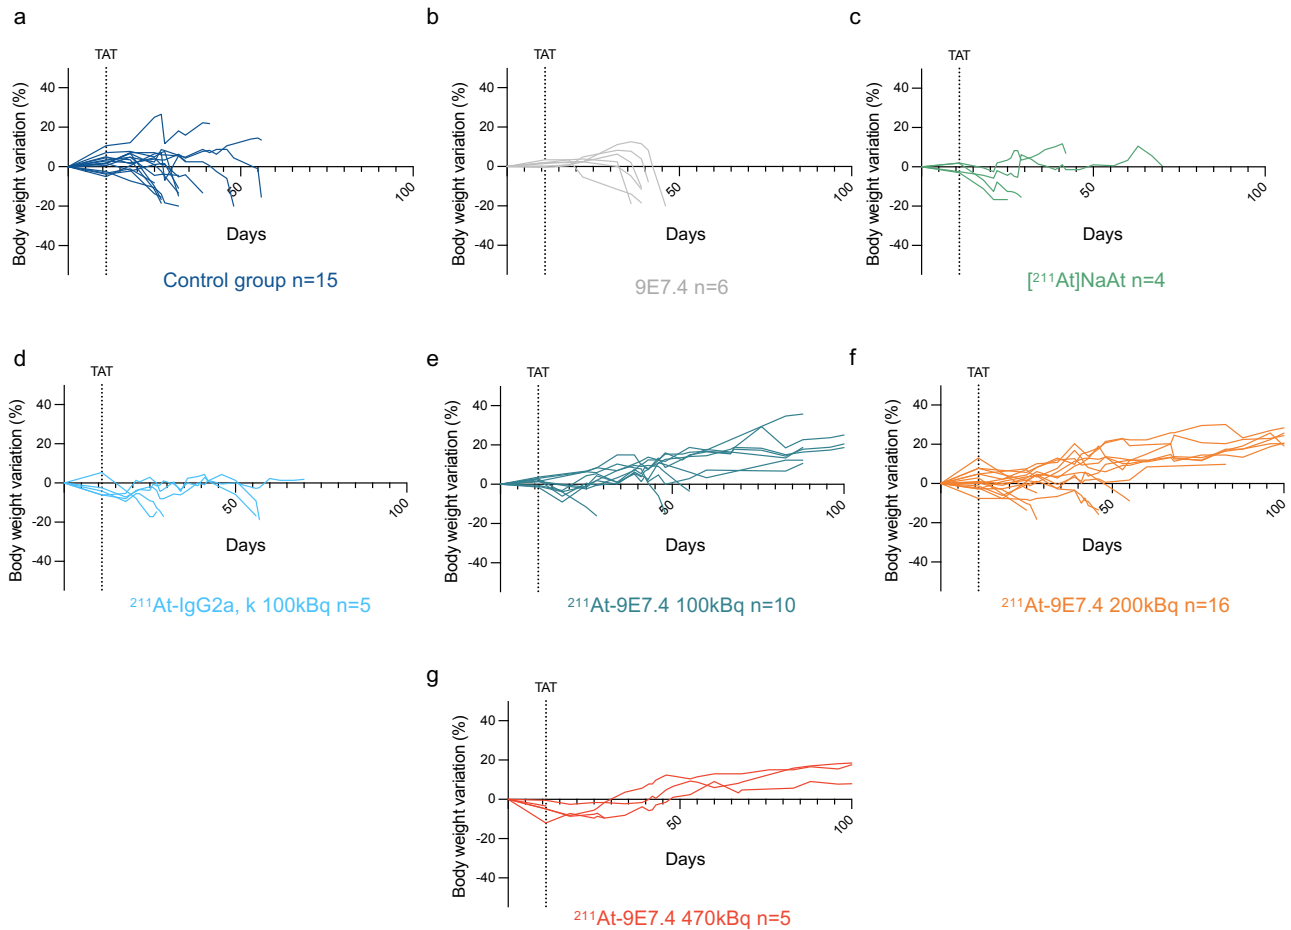 a
TAT
Body weight variation (%)
40
20
0
-20
-40
50
100
Days
Control group n=15
b
TAT
Body weight variation (%)
40
20
0
-20
-40
50
100
Days
9E7.4 n=6
c
TAT
Body weight variation (%)
40
20
0
-20
-40
50
100
Days
[²¹¹At]NaAt n=4
d
TAT
Body weight variation (%)
40
20
0
-20
-40
50
100
Days
²¹¹At-IgG2a, k 100kBq n=5
e
TAT
Body weight variation (%)
40
20
0
-20
-40
50
100
Days
²¹¹At-9E7.4 100kBq n=10
f
TAT
Body weight variation (%)
40
20
0
-20
-40
50
100
Days
²¹¹At-9E7.4 200kBq n=16
g
TAT
Body weight variation (%)
40
20
0
-20
-40
50
100
Days
²¹¹At-9E7.4 470kBq n=5